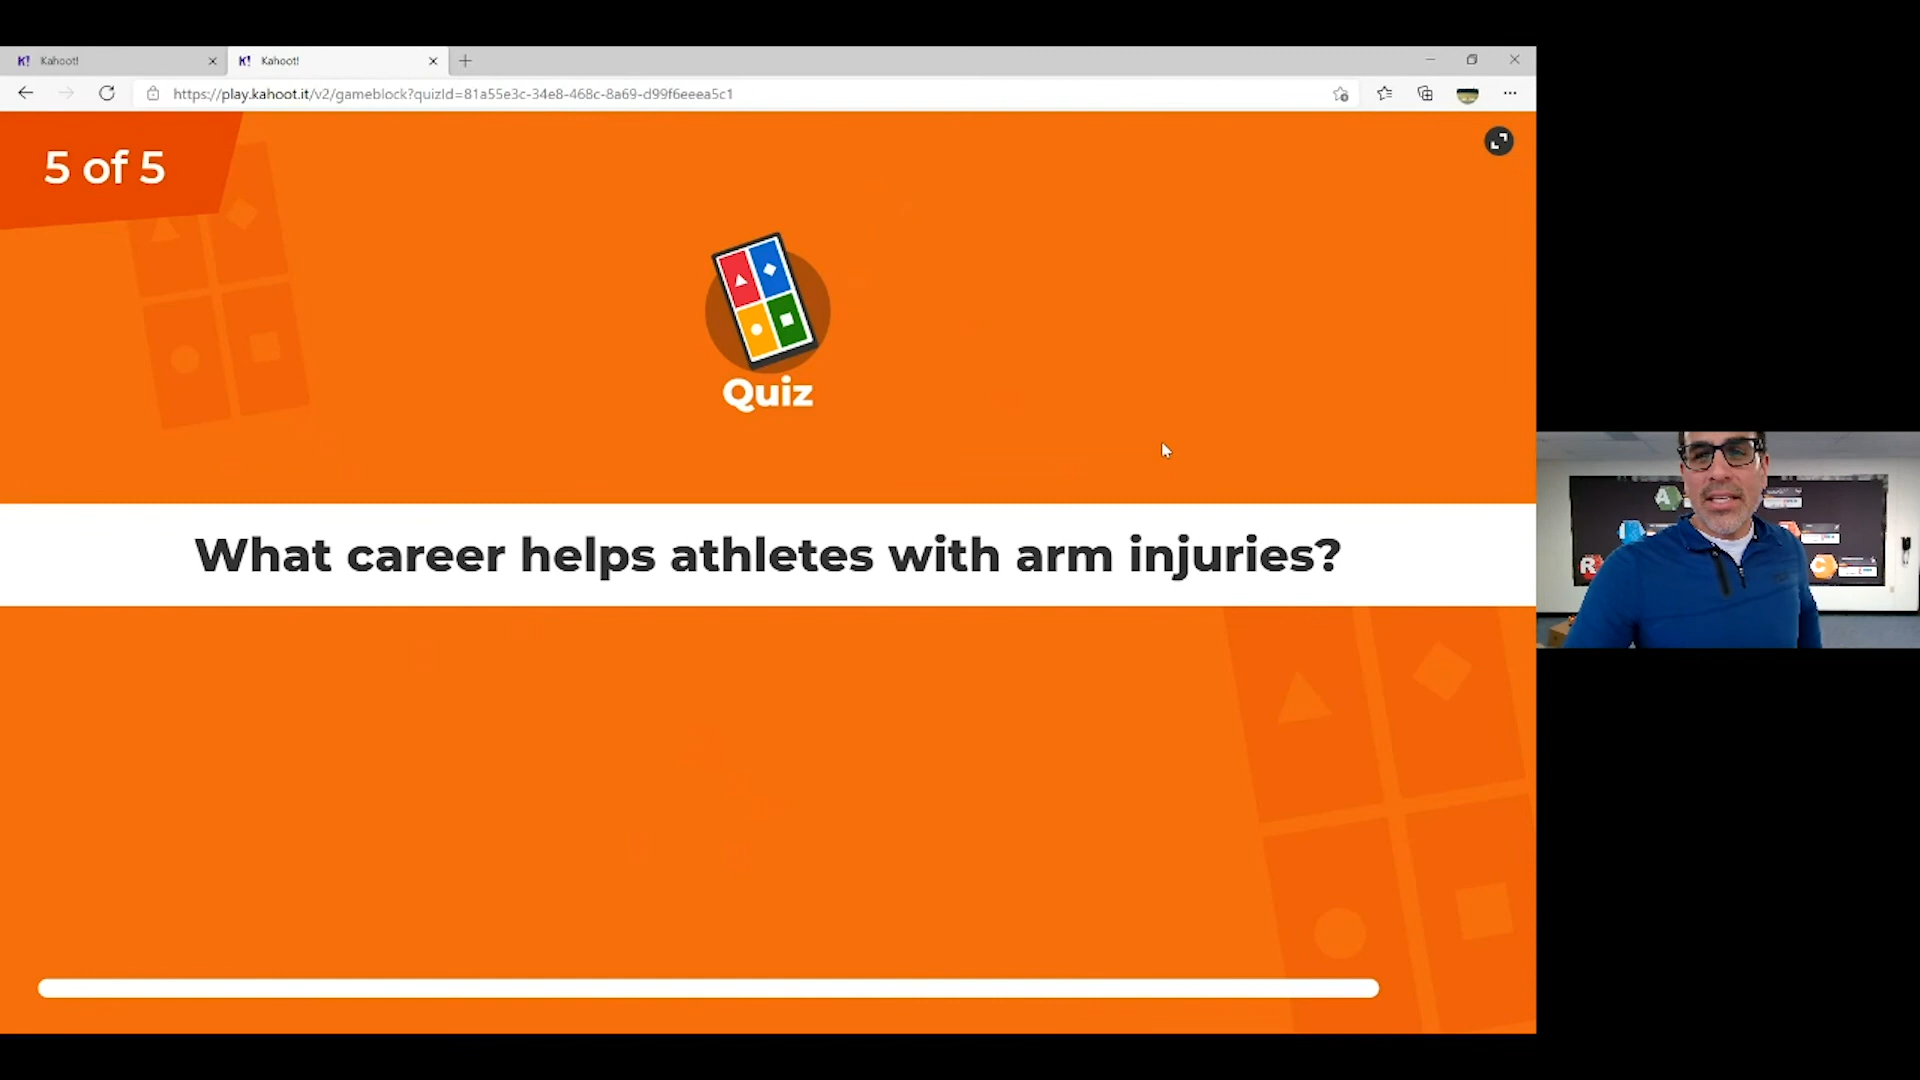 K! Kahoot!
K! Kahoot!
https://play.kahoot.it/v2/gameblock?quizId=81a55e3c-34e8-468c-8a69-d99f6eeea5c1
5 of 5
Quiz
What career helps athletes with arm injuries?
A
I
R
C